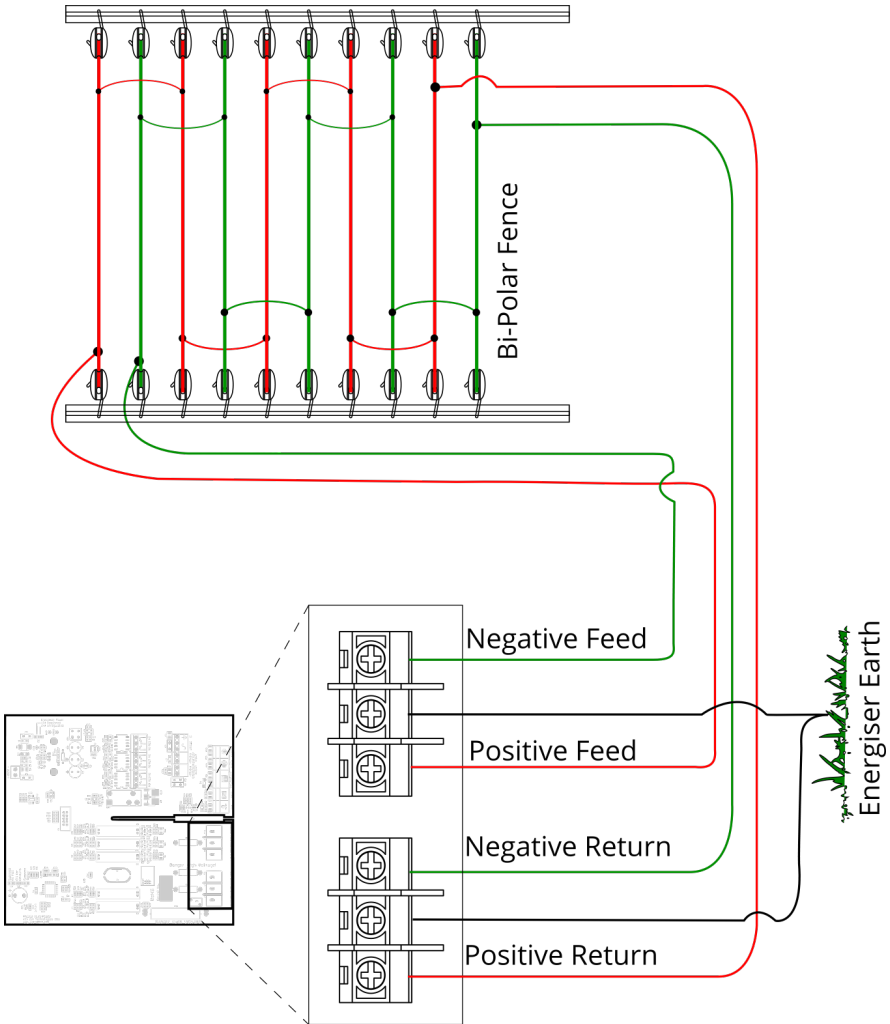 Bi-Polar Fence
Negative Feed
Positive Feed
Negative Return
Positive Return
Energiser Earth